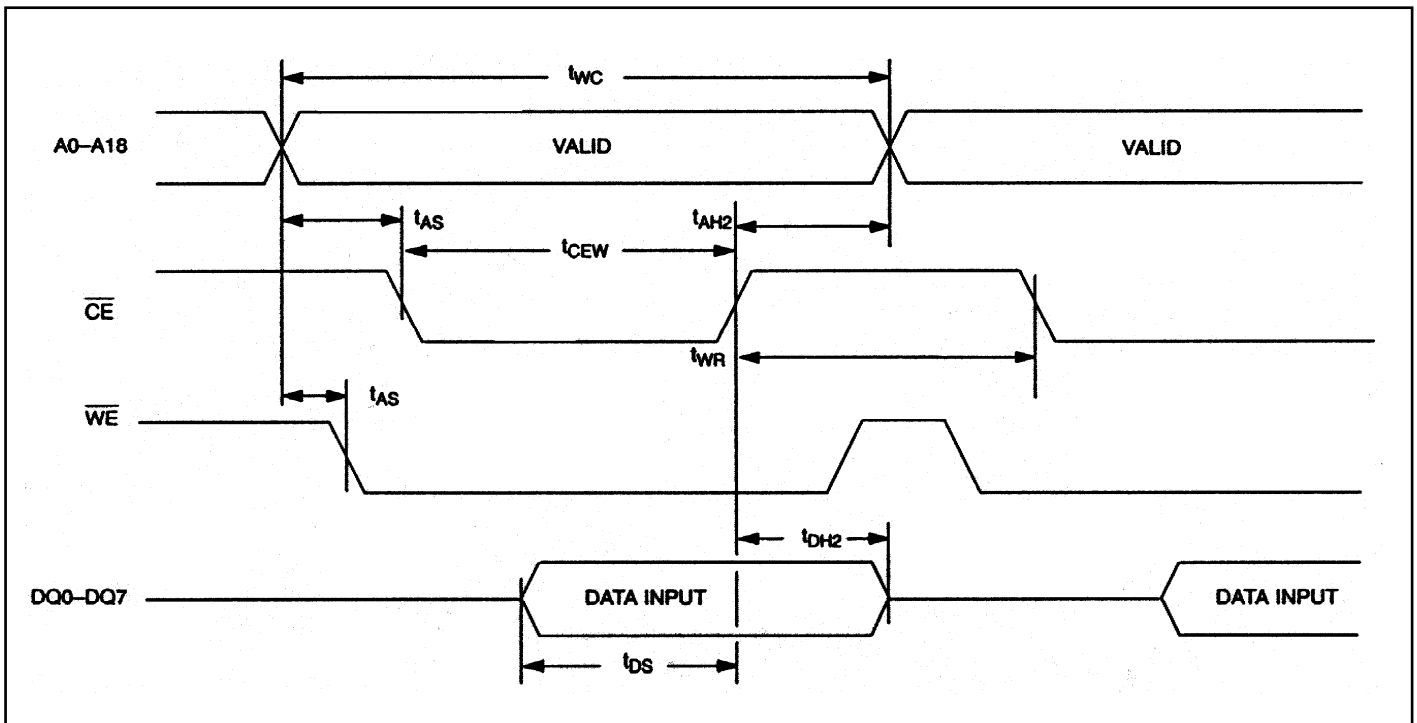 tWC
A0–A18
VALID
VALID
tAS
tAH2
tCEW
CE
tWR
tAS
WE
tDH2
DQ0–DQ7
DATA INPUT
DATA INPUT
tDS